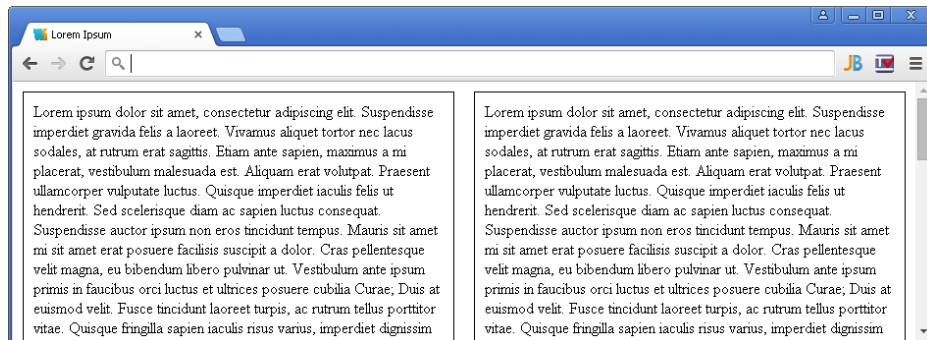 Lorem Ipsum
JB
Lorem ipsum dolor sit amet, consectetur adipiscing elit. Suspendisse
imperdiet gravida felis a laoreet. Vivamus aliquet tortor nec lacus
sodales, at rutrum erat sagittis. Etiam ante sapien, maximus a mi
placerat, vestibulum malesuada est. Aliquam erat volutpat. Praesent
ullamcorper vulputate luctus. Quisque imperdiet iaculis felis ut
hendrerit. Sed scelerisque diam ac sapien luctus consequat.
Suspendisse auctor ipsum non eros tincidunt tempus. Mauris sit amet
mi sit amet erat posuere facilisis suscipit a dolor. Cras pellentesque
velit magna, eu bibendum libero pulvinar ut. Vestibulum ante ipsum
primis in faucibus orci luctus et ultrices posuere cubilia Curae; Duis at
euismod velit. Fusce tincidunt laoreet turpis, ac rutrum tellus porttitor
vitae. Quisque fringilla sapien iaculis risus varius, imperdiet dignissim
Lorem ipsum dolor sit amet, consectetur adipiscing elit. Suspendisse
imperdiet gravida felis a laoreet. Vivamus aliquet tortor nec lacus
sodales, at rutrum erat sagittis. Etiam ante sapien, maximus a mi
placerat, vestibulum malesuada est. Aliquam erat volutpat. Praesent
ullamcorper vulputate luctus. Quisque imperdiet iaculis felis ut
hendrerit. Sed scelerisque diam ac sapien luctus consequat.
Suspendisse auctor ipsum non eros tincidunt tempus. Mauris sit amet
mi sit amet erat posuere facilisis suscipit a dolor. Cras pellentesque
velit magna, eu bibendum libero pulvinar ut. Vestibulum ante ipsum
primis in faucibus orci luctus et ultrices posuere cubilia Curae; Duis at
euismod velit. Fusce tincidunt laoreet turpis, ac rutrum tellus porttitor
vitae. Quisque fringilla sapien iaculis risus varius, imperdiet dignissim